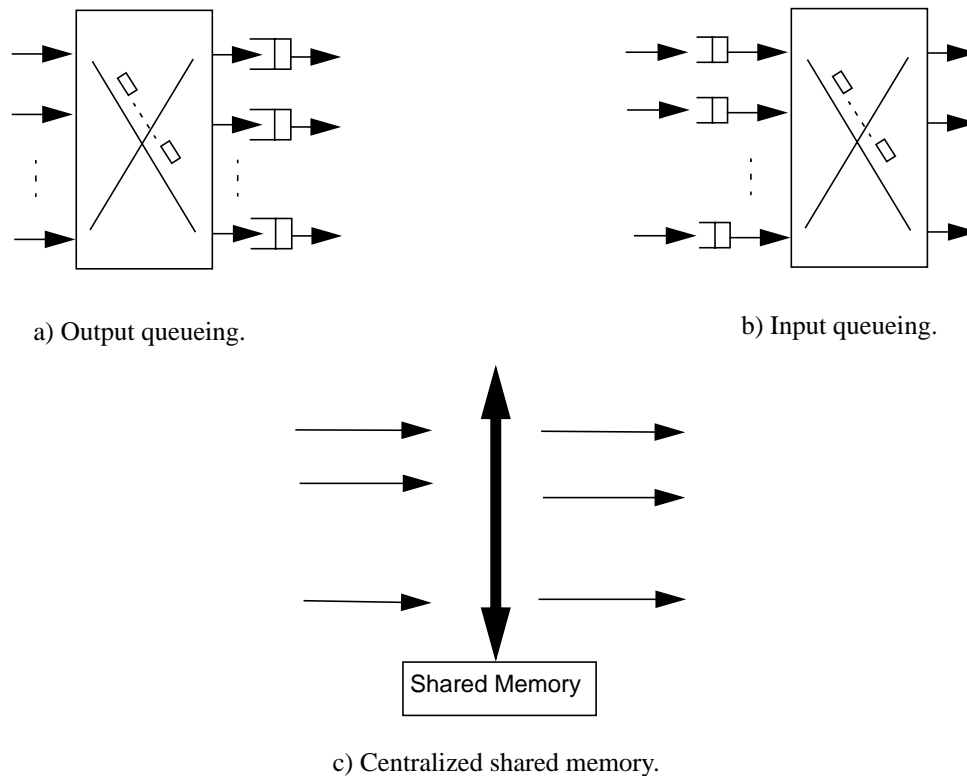 a) Output queueing.
b) Input queueing.
Shared Memory
c) Centralized shared memory.